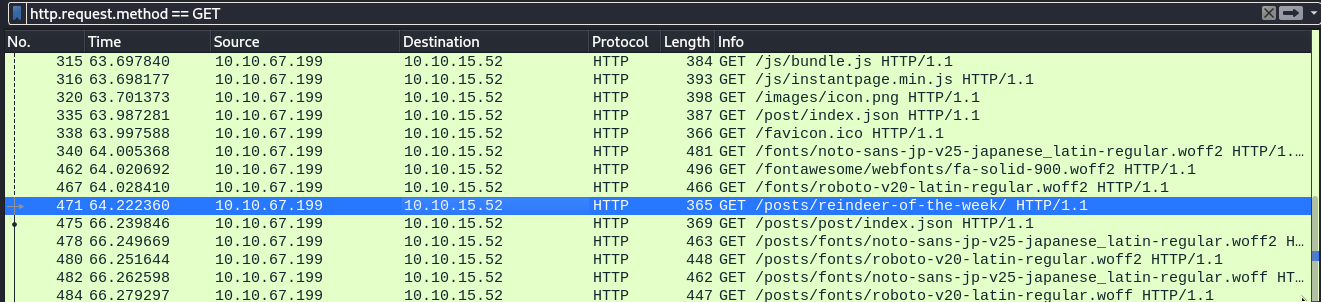 http.request.method == GET
No. Time Source Destination Protocol Length Info
315 63.697840 10.10.67.199 10.10.15.52 HTTP 384 GET /js/bundle.js HTTP/1.1
316 63.698177 10.10.67.199 10.10.15.52 HTTP 393 GET /js/instantpage.min.js HTTP/1.1
320 63.701373 10.10.67.199 10.10.15.52 HTTP 398 GET /images/icon.png HTTP/1.1
335 63.987281 10.10.67.199 10.10.15.52 HTTP 387 GET /post/index.json HTTP/1.1
338 63.997588 10.10.67.199 10.10.15.52 HTTP 366 GET /favicon.ico HTTP/1.1
340 64.005368 10.10.67.199 10.10.15.52 HTTP 481 GET /fonts/noto-sans-jp-v25-japanese_latin-regular.woff2 HTTP/1.…
462 64.020692 10.10.67.199 10.10.15.52 HTTP 496 GET /fontawesome/webfonts/fa-solid-900.woff2 HTTP/1.1
467 64.028410 10.10.67.199 10.10.15.52 HTTP 466 GET /fonts/roboto-v20-latin-regular.woff2 HTTP/1.1
471 64.222360 10.10.67.199 10.10.15.52 HTTP 365 GET /posts/reindeer-of-the-week/ HTTP/1.1
475 66.239846 10.10.67.199 10.10.15.52 HTTP 369 GET /posts/post/index.json HTTP/1.1
478 66.249669 10.10.67.199 10.10.15.52 HTTP 463 GET /posts/fonts/noto-sans-jp-v25-japanese_latin-regular.woff2 H…
480 66.251644 10.10.67.199 10.10.15.52 HTTP 448 GET /posts/fonts/roboto-v20-latin-regular.woff2 HTTP/1.1
482 66.262598 10.10.67.199 10.10.15.52 HTTP 462 GET /posts/fonts/noto-sans-jp-v25-japanese_latin-regular.woff HT…
484 66.279297 10.10.67.199 10.10.15.52 HTTP 447 GET /posts/fonts/roboto-v20-latin-regular.woff HTTP/1.1